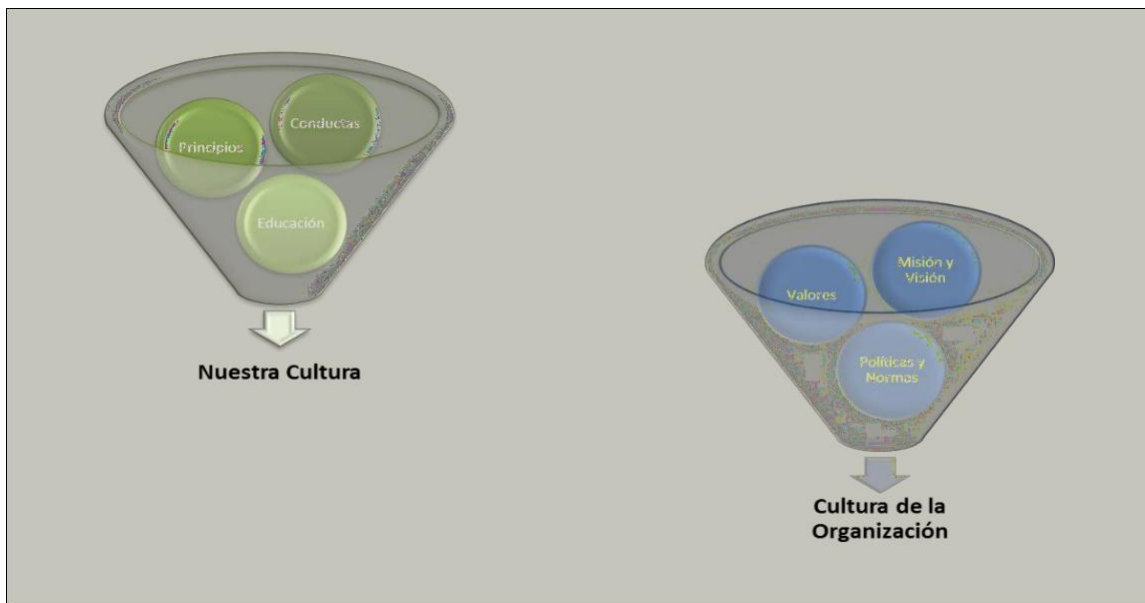 Conductas
Principios
Educación
Nuestra Cultura
Misión y
Visión
Valores
Políticas y
Normas
Cultura de la
Organización